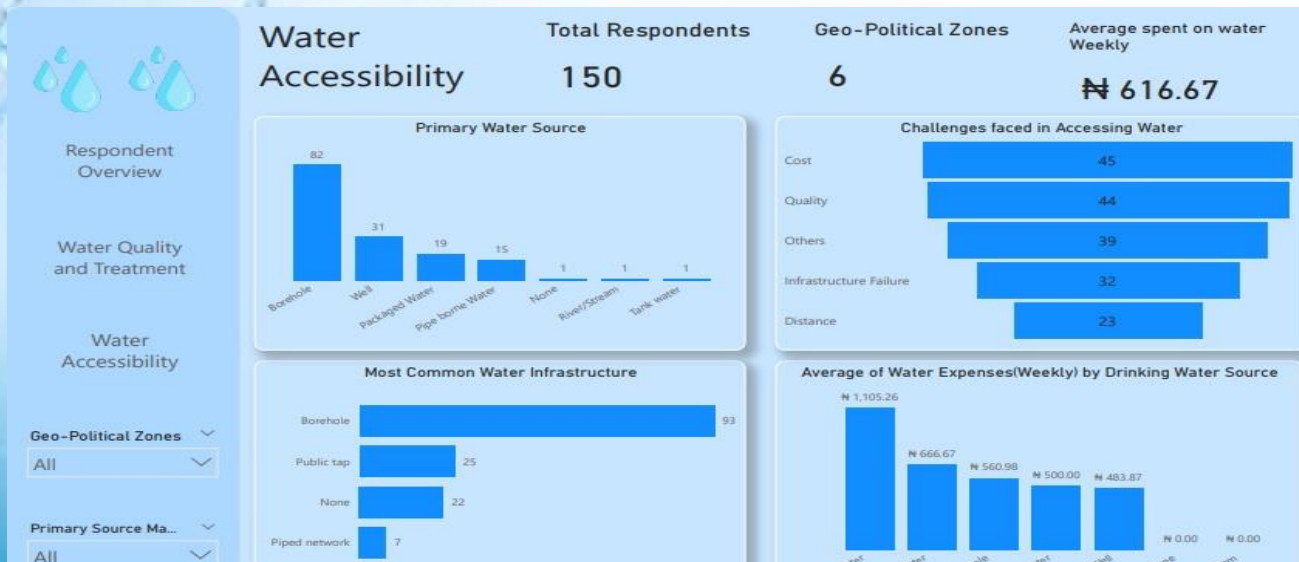 Water
Accessibility
Total Respondents
150
Geo-Political Zones
6
Average spent on water
Weekly
₦ 616.67
Respondent
Overview
Water Quality
and Treatment
Water
Accessibility
Geo-Political Zones
All
Primary Source Ma...
All
Primary Water Source
82
31
19
15
1
1
1
Borehole
Well
Packaged Water
Pipe borne Water
None
River/Stream
Tank water
Challenges faced in Accessing Water
Cost
45
Quality
44
Others
39
Infrastructure Failure
32
Distance
23
Most Common Water Infrastructure
Borehole
93
Public tap
25
None
22
Piped network
7
Average of Water Expenses(Weekly) by Drinking Water Source
₦ 1,105.26
₦ 666.67
₦ 560.98
₦ 500.00
₦ 483.87
₦ 0.00
₦ 0.00